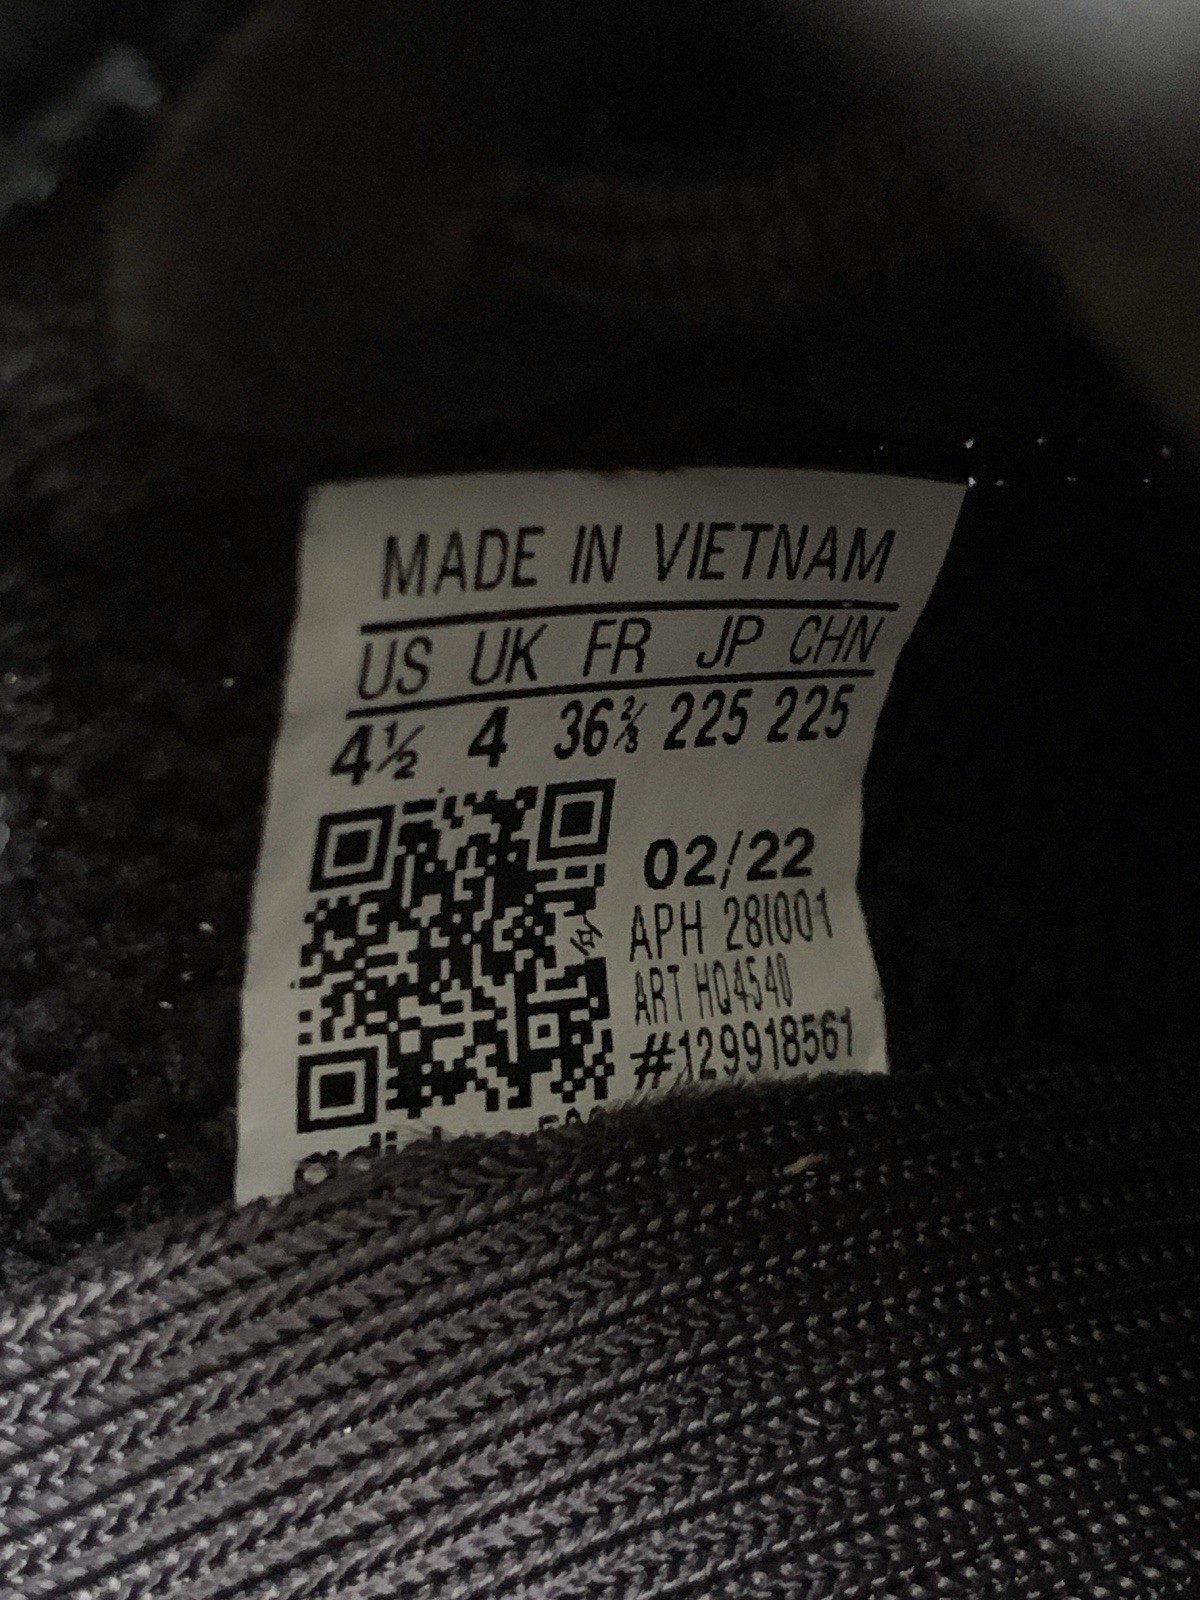 MADE IN VIETNAM
US UK FR JP CHN
4½ 4 36⅔ 225 225
02/22
APH 28I001
ART HQ4540
#129918561